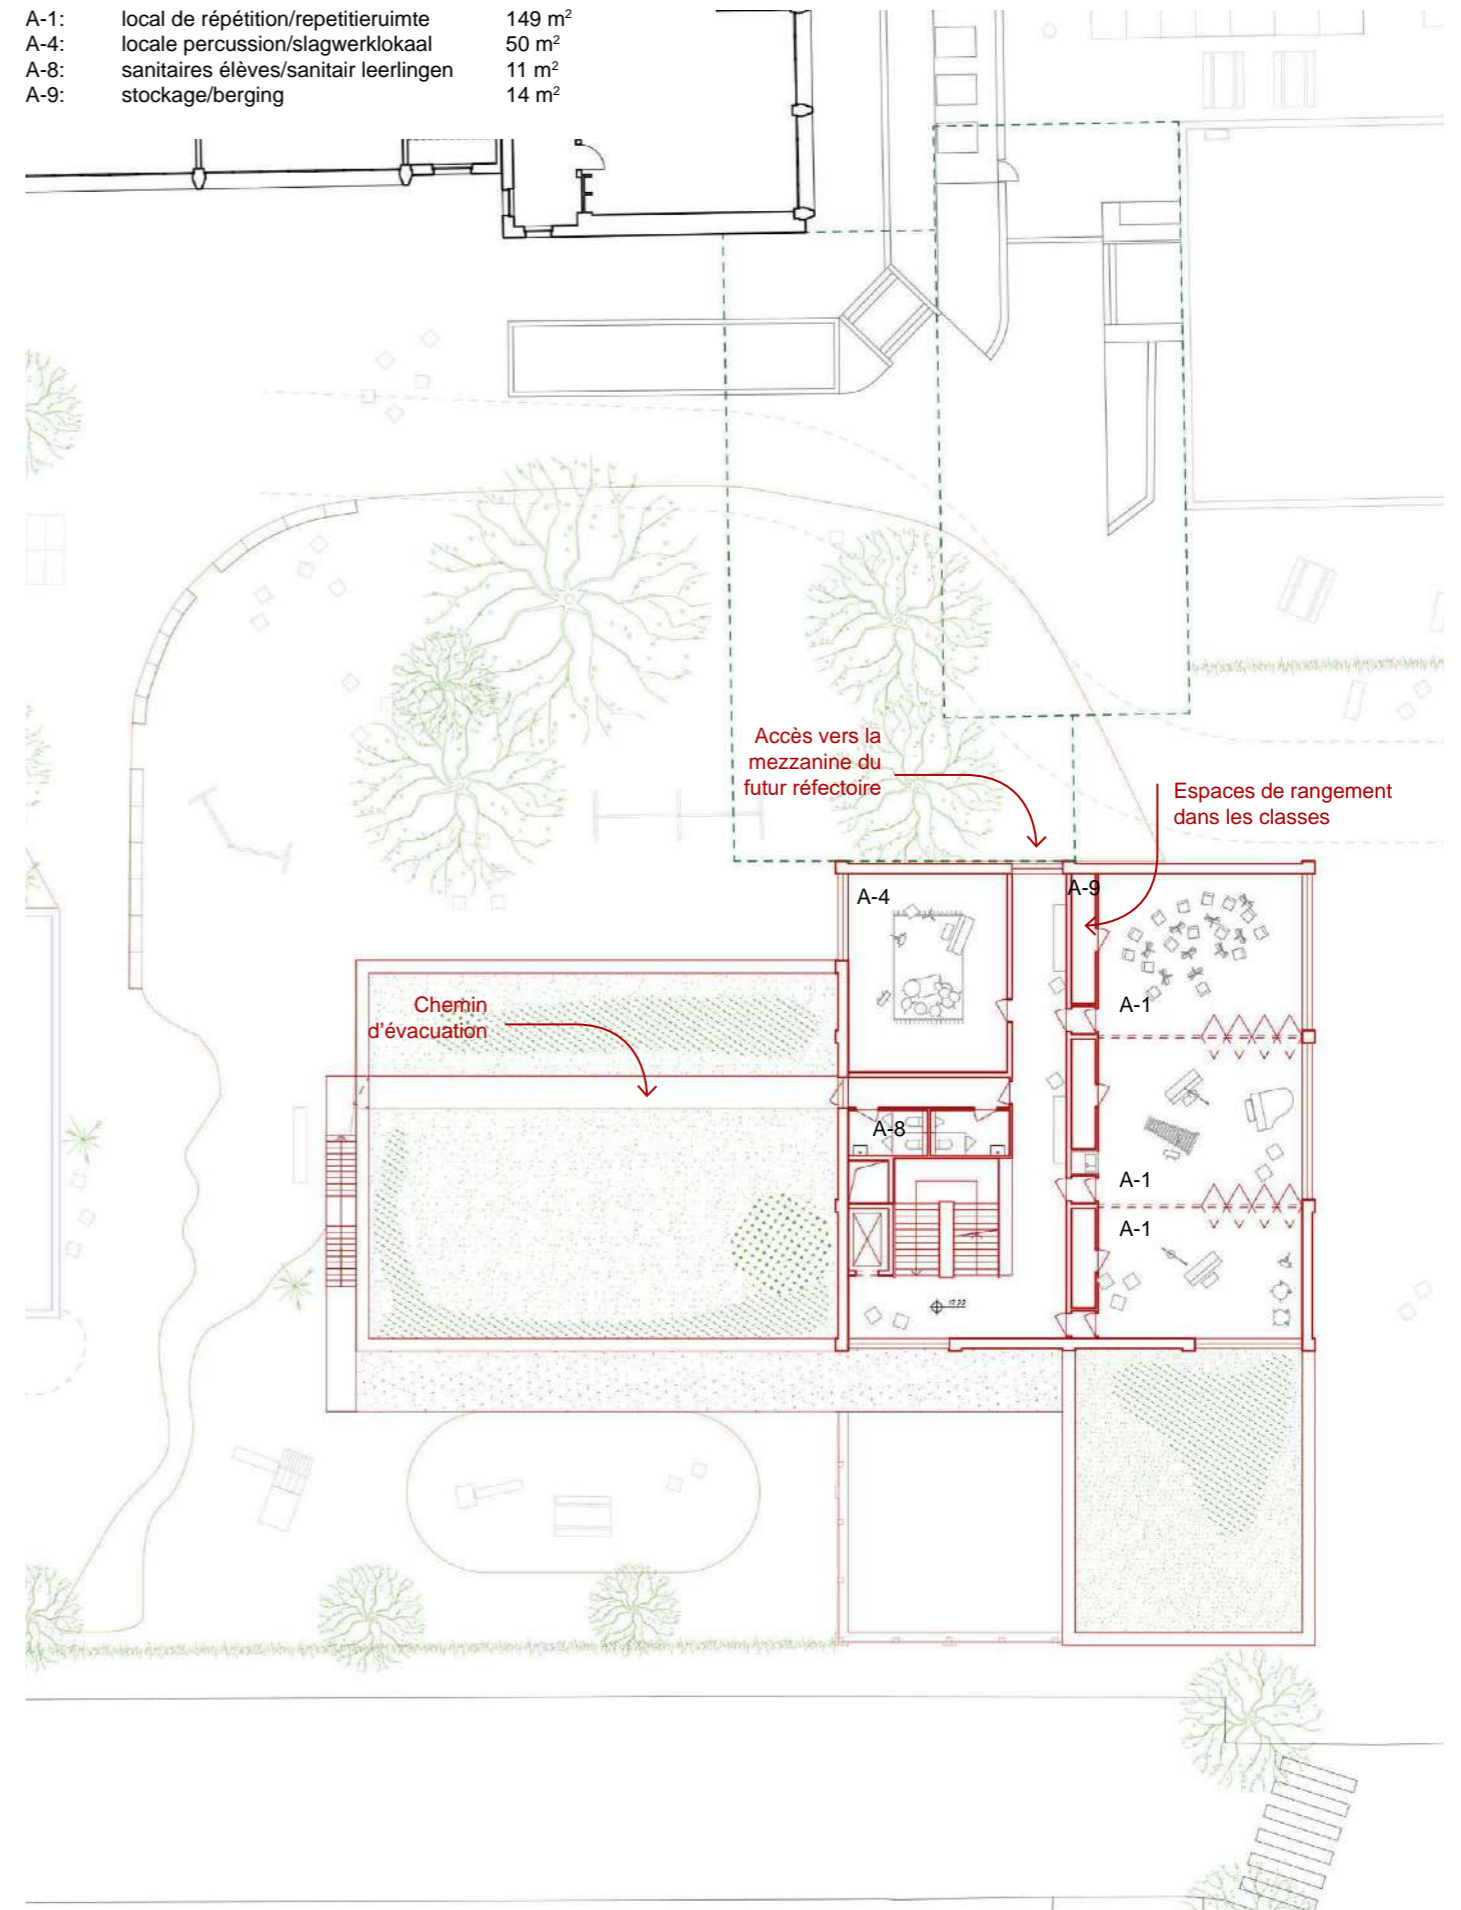 A-1: local de répétition/repetitieruimte 149 m²
A-4: locale percussion/slagwerklokaal 50 m²
A-8: sanitaires élèves/sanitair leerlingen 11 m²
A-9: stockage/berging 14 m²
Accès vers la
mezzanine du
futur réfectoire
Espaces de rangement
dans les classes
A-4
A-9
Chemin
d'évacuation
A-1
A-8
A-1
A-1